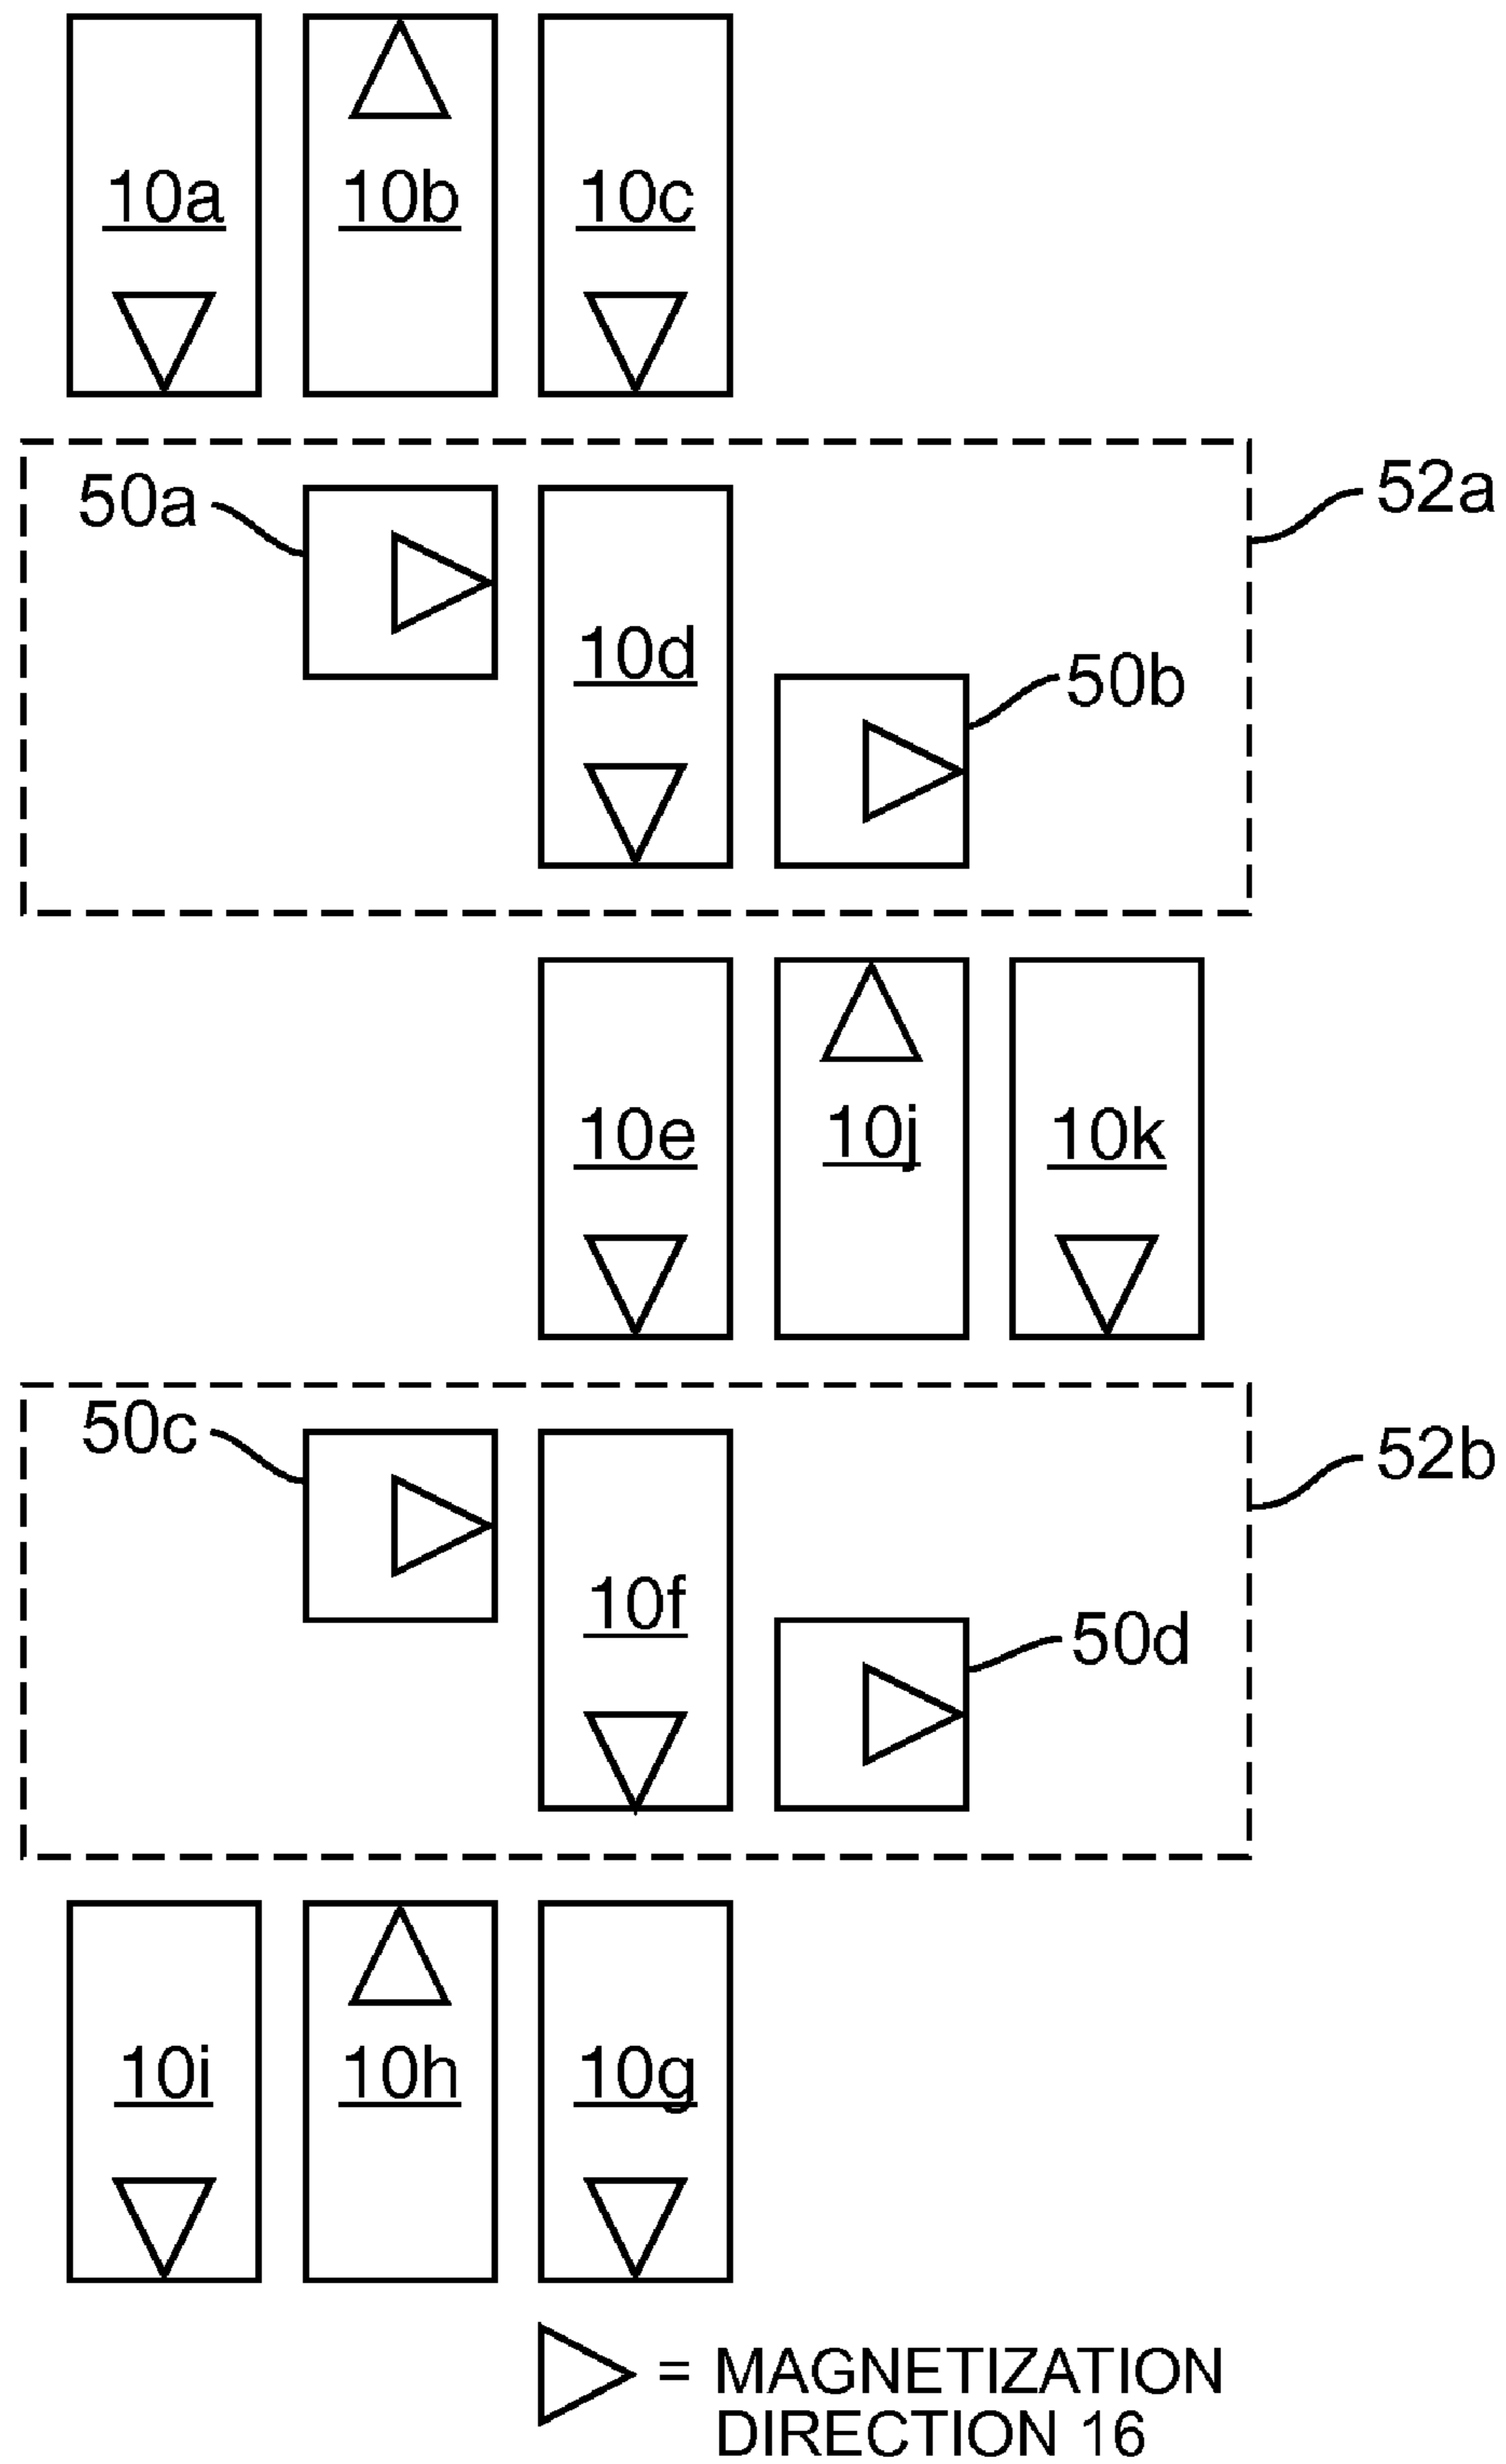 10a 10b 10c
50a 52a
10d 50b
10e 10j 10k
50c 52b
10f 50d
10i 10h 10g
= MAGNETIZATION
DIRECTION 16